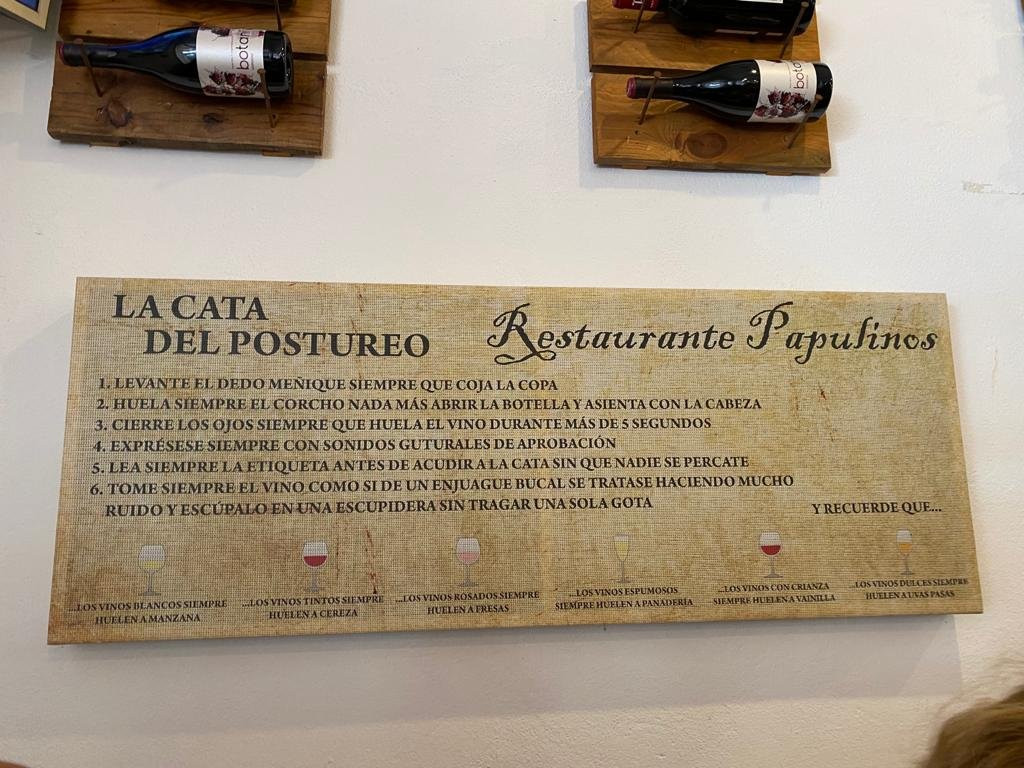 botani
botani
LA CATA
DEL POSTUREO
Restaurante Papulinos
1. LEVANTE EL DEDO MEÑIQUE SIEMPRE QUE COJA LA COPA
2. HUELA SIEMPRE EL CORCHO NADA MÁS ABRIR LA BOTELLA Y ASIENTA CON LA CABEZA
3. CIERRE LOS OJOS SIEMPRE QUE HUELA EL VINO DURANTE MÁS DE 5 SEGUNDOS
4. EXPRÉSESE SIEMPRE CON SONIDOS GUTURALES DE APROBACIÓN
5. LEA SIEMPRE LA ETIQUETA ANTES DE ACUDIR A LA CATA SIN QUE NADIE SE PERCATE
6. TOME SIEMPRE EL VINO COMO SI DE UN ENJUAGUE BUCAL SE TRATASE HACIENDO MUCHO
RUIDO Y ESCÚPALO EN UNA ESCUPIDERA SIN TRAGAR UNA SOLA GOTA
Y RECUERDE QUE...
...LOS VINOS BLANCOS SIEMPRE
HUELEN A MANZANA
...LOS VINOS TINTOS SIEMPRE
HUELEN A CEREZA
...LOS VINOS ROSADOS SIEMPRE
HUELEN A FRESAS
...LOS VINOS ESPUMOSOS
SIEMPRE HUELEN A PANADERÍA
...LOS VINOS CON CRIANZA
SIEMPRE HUELEN A VAINILLA
...LOS VINOS DULCES SIEMPRE
HUELEN A UVAS PASAS